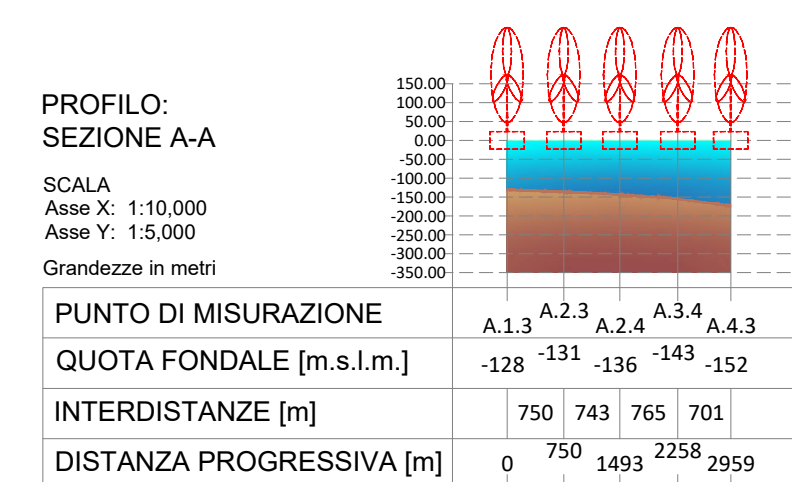 PROFILO:
SEZIONE A-A
SCALA
Asse X: 1:10,000
Asse Y: 1:5,000
Grandezze in metri
150.00
100.00
50.00
0.00
-50.00
-100.00
-150.00
-200.00
-250.00
-300.00
-350.00
PUNTO DI MISURAZIONE A.1.3 A.2.3 A.2.4 A.3.4 A.4.3
QUOTA FONDALE [m.s.l.m.] -128 -131 -136 -143 -152
INTERDISTANZE [m] 750 743 765 701
DISTANZA PROGRESSIVA [m] 0 750 1493 2258 2959